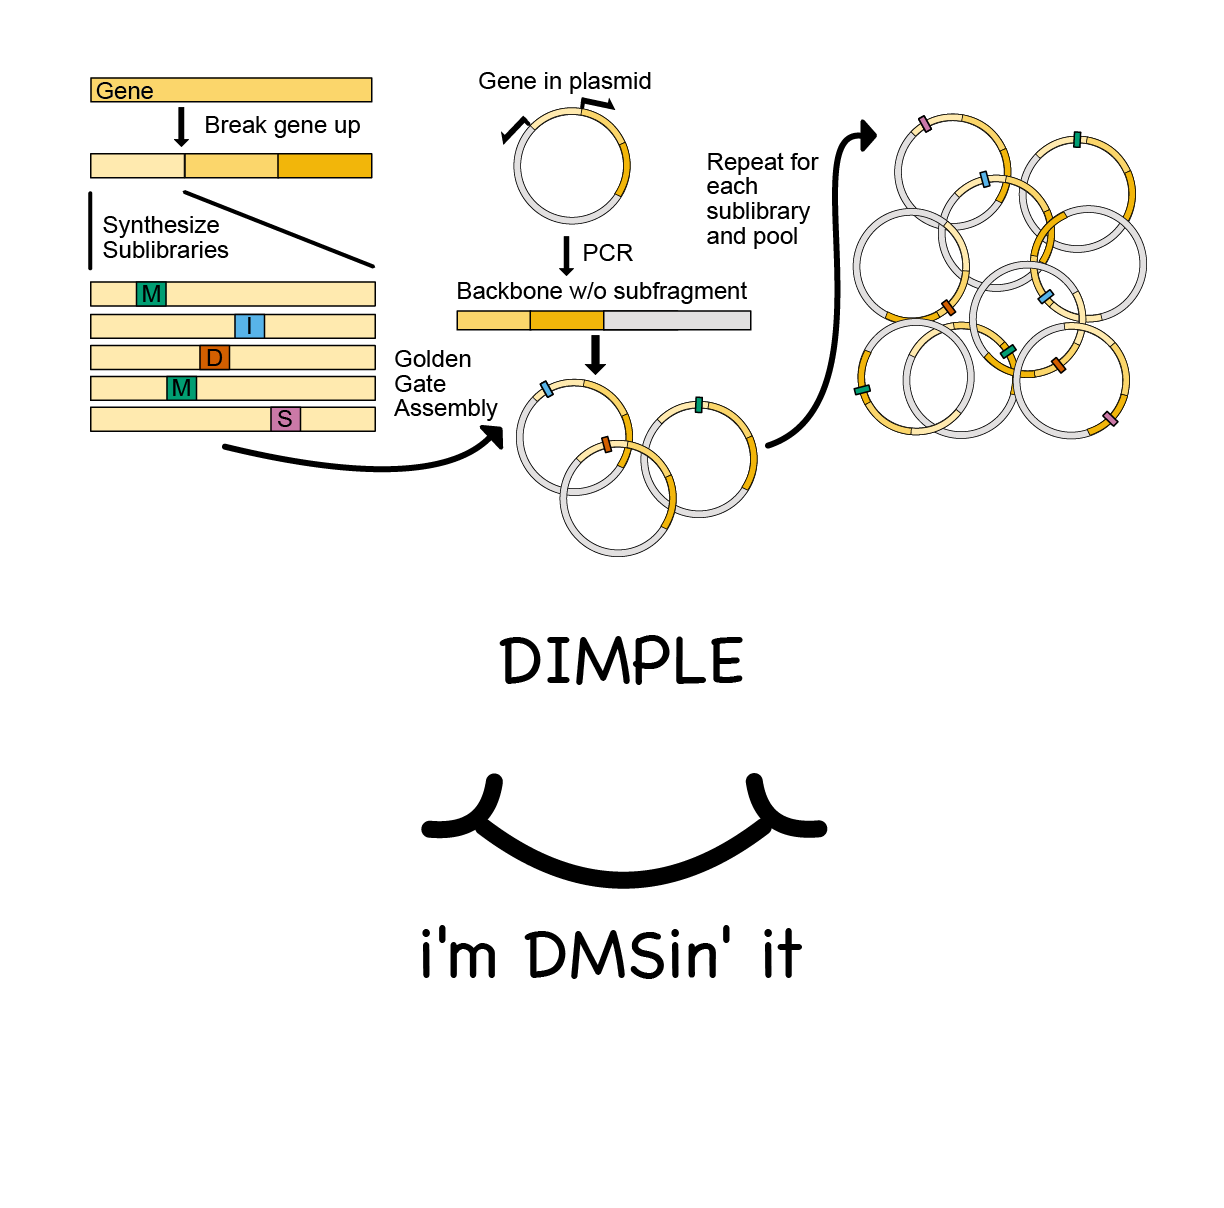 Gene
Break gene up
Synthesize
Sublibraries
M
I
D
M
S
Gene in plasmid
PCR
Backbone w/o subfragment
Golden
Gate
Assembly
Repeat for
each
sublibrary
and pool
DIMPLE
i'm DMSin' it